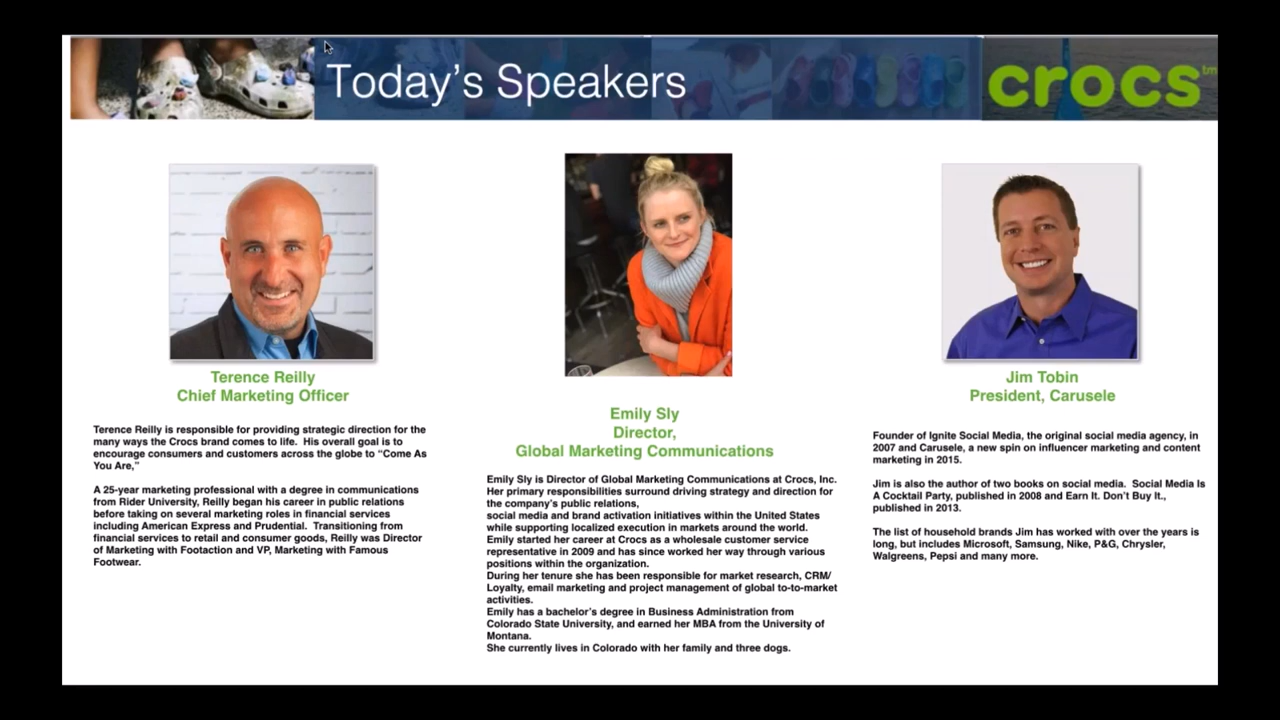 Today's Speakers
crocs™
Terence Reilly
Chief Marketing Officer
Terence Reilly is responsible for providing strategic direction for the
many ways the Crocs brand comes to life.  His overall goal is to
encourage consumers and customers across the globe to “Come As
You Are,”
A 25-year marketing professional with a degree in communications
from Rider University, Reilly began his career in public relations
before taking on several marketing roles in financial services
including American Express and Prudential.  Transitioning from
financial services to retail and consumer goods, Reilly was Director
of Marketing with Footaction and VP, Marketing with Famous
Footwear.
Emily Sly
Director,
Global Marketing Communications
Emily Sly is Director of Global Marketing Communications at Crocs, Inc.
Her primary responsibilities surround driving strategy and direction for
the company's public relations,
social media and brand activation initiatives within the United States
while supporting localized execution in markets around the world.
Emily started her career at Crocs as a wholesale customer service
representative in 2009 and has since worked her way through various
positions within the organization.
During her tenure she has been responsible for market research, CRM/
Loyalty, email marketing and project management of global to-to-market
activities.
Emily has a bachelor's degree in Business Administration from
Colorado State University, and earned her MBA from the University of
Montana.
She currently lives in Colorado with her family and three dogs.
Jim Tobin
President, Carusele
Founder of Ignite Social Media, the original social media agency, in
2007 and Carusele, a new spin on influencer marketing and content
marketing in 2015.
Jim is also the author of two books on social media.  Social Media Is
A Cocktail Party, published in 2008 and Earn It. Don't Buy It.,
published in 2013.
The list of household brands Jim has worked with over the years is
long, but includes Microsoft, Samsung, Nike, P&G, Chrysler,
Walgreens, Pepsi and many more.